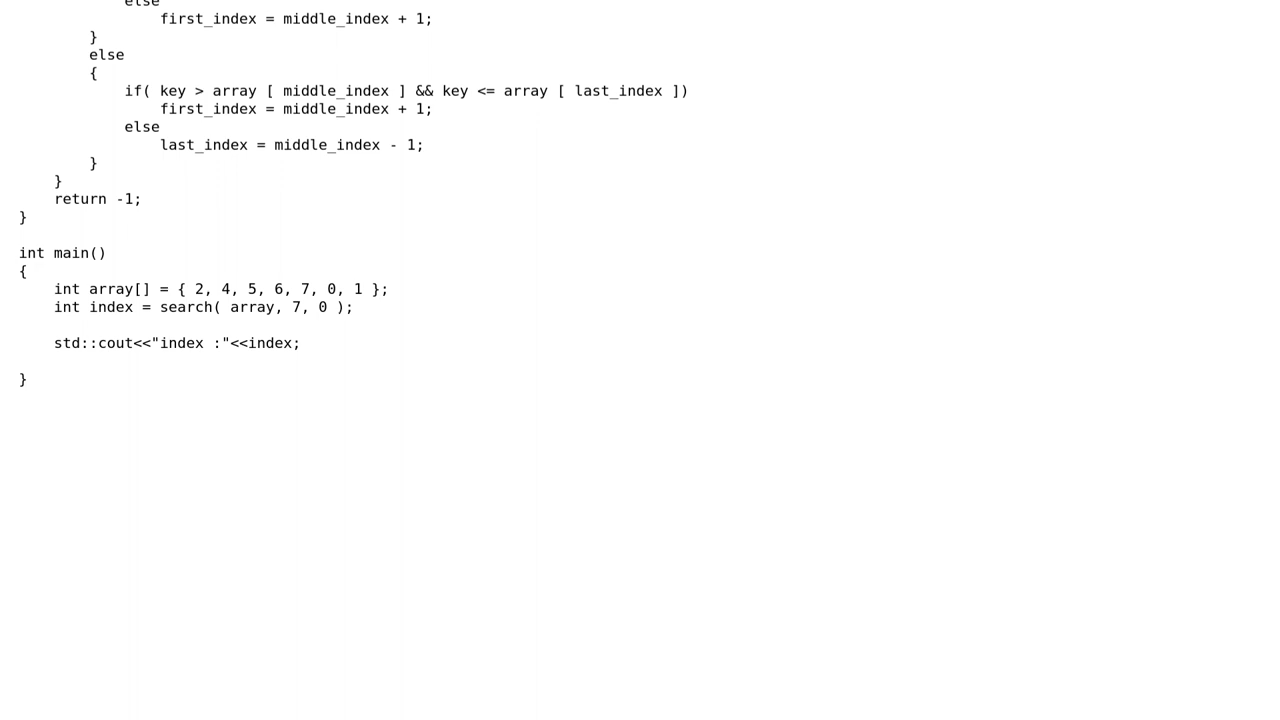 else
first_index = middle_index + 1;
}
else
{
if( key > array [ middle_index ] && key <= array [ last_index ])
first_index = middle_index + 1;
else
last_index = middle_index - 1;
}
}
return -1;
}
int main()
{
int array[] = { 2, 4, 5, 6, 7, 0, 1 };
int index = search( array, 7, 0 );
std::cout<<"index :"<<index;
}